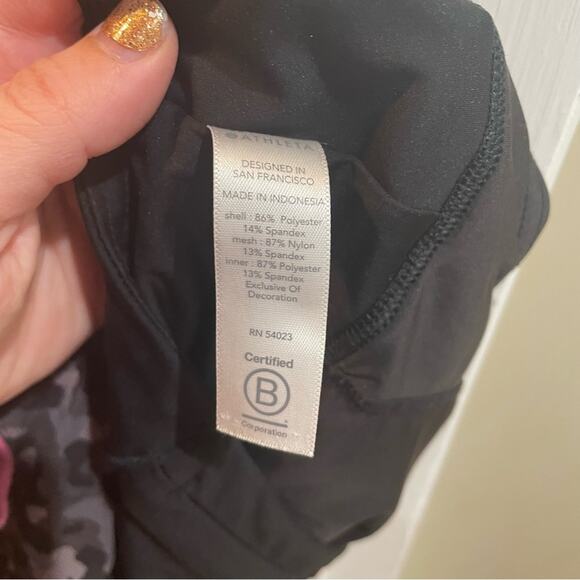 ATHLETA
DESIGNED IN
SAN FRANCISCO
MADE IN INDONESIA
shell : 86% Polyester
14% Spandex
mesh : 87% Nylon
13% Spandex
inner : 87% Polyester
13% Spandex
Exclusive Of
Decoration
RN 54023
Certified
B
Corporation